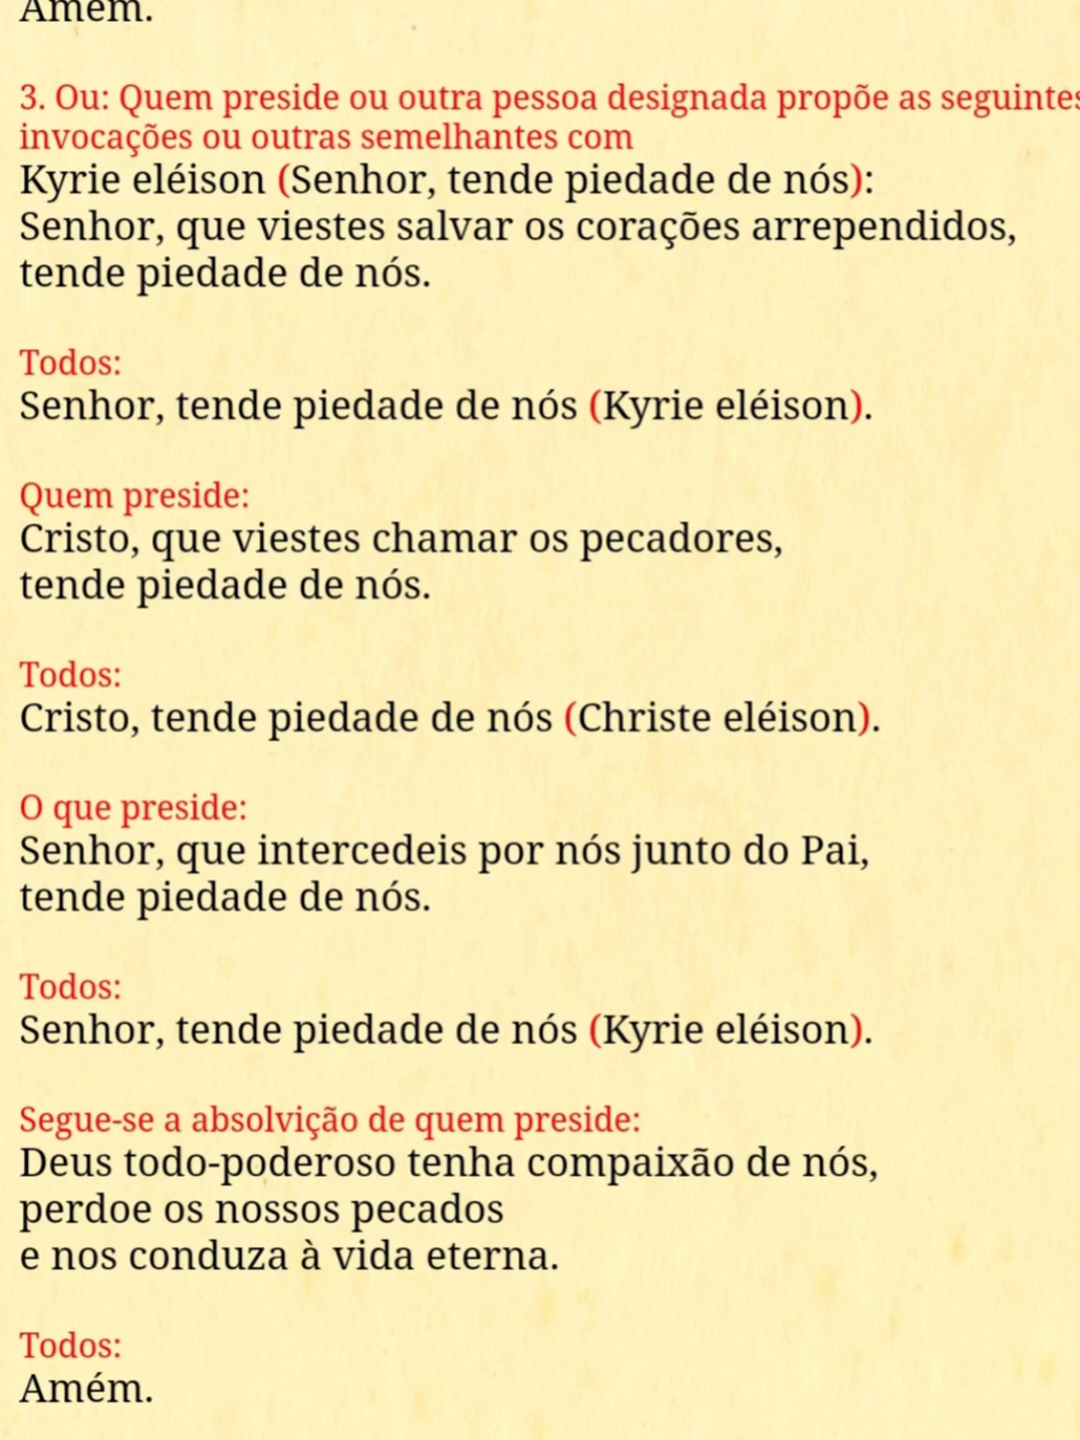 Amém.
3. Ou: Quem preside ou outra pessoa designada propõe as seguintes
invocações ou outras semelhantes com
Kyrie eléison (Senhor, tende piedade de nós):
Senhor, que viestes salvar os corações arrependidos,
tende piedade de nós.
Todos:
Senhor, tende piedade de nós (Kyrie eléison).
Quem preside:
Cristo, que viestes chamar os pecadores,
tende piedade de nós.
Todos:
Cristo, tende piedade de nós (Christe eléison).
O que preside:
Senhor, que intercedeis por nós junto do Pai,
tende piedade de nós.
Todos:
Senhor, tende piedade de nós (Kyrie eléison).
Segue-se a absolvição de quem preside:
Deus todo-poderoso tenha compaixão de nós,
perdoe os nossos pecados
e nos conduza à vida eterna.
Todos:
Amém.